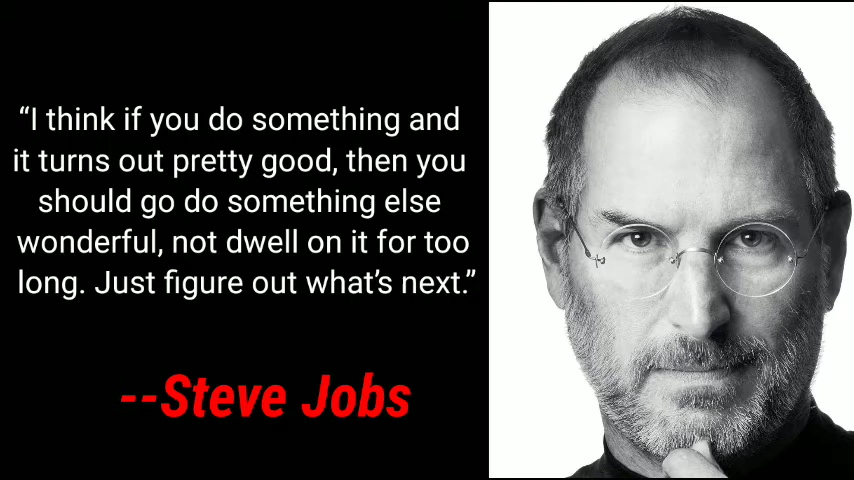 “I think if you do something and
it turns out pretty good, then you
should go do something else
wonderful, not dwell on it for too
long. Just figure out what’s next.”
--Steve Jobs